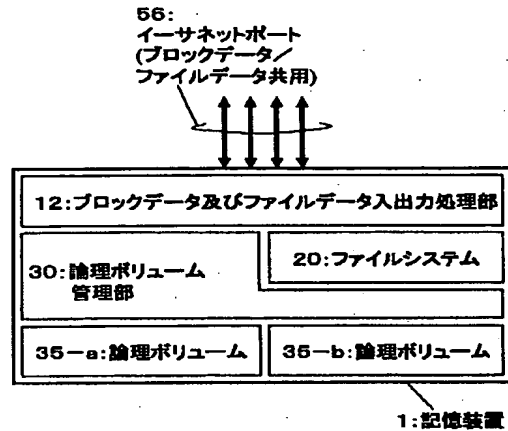 56:
イーサネットポート
(ブロックデータ/
ファイルデータ共用)
12:ブロックデータ及びファイルデータ入出力処理部
30:論理ボリューム
管理部
20:ファイルシステム
35-a:論理ボリューム
35-b:論理ボリューム
1:記憶装置